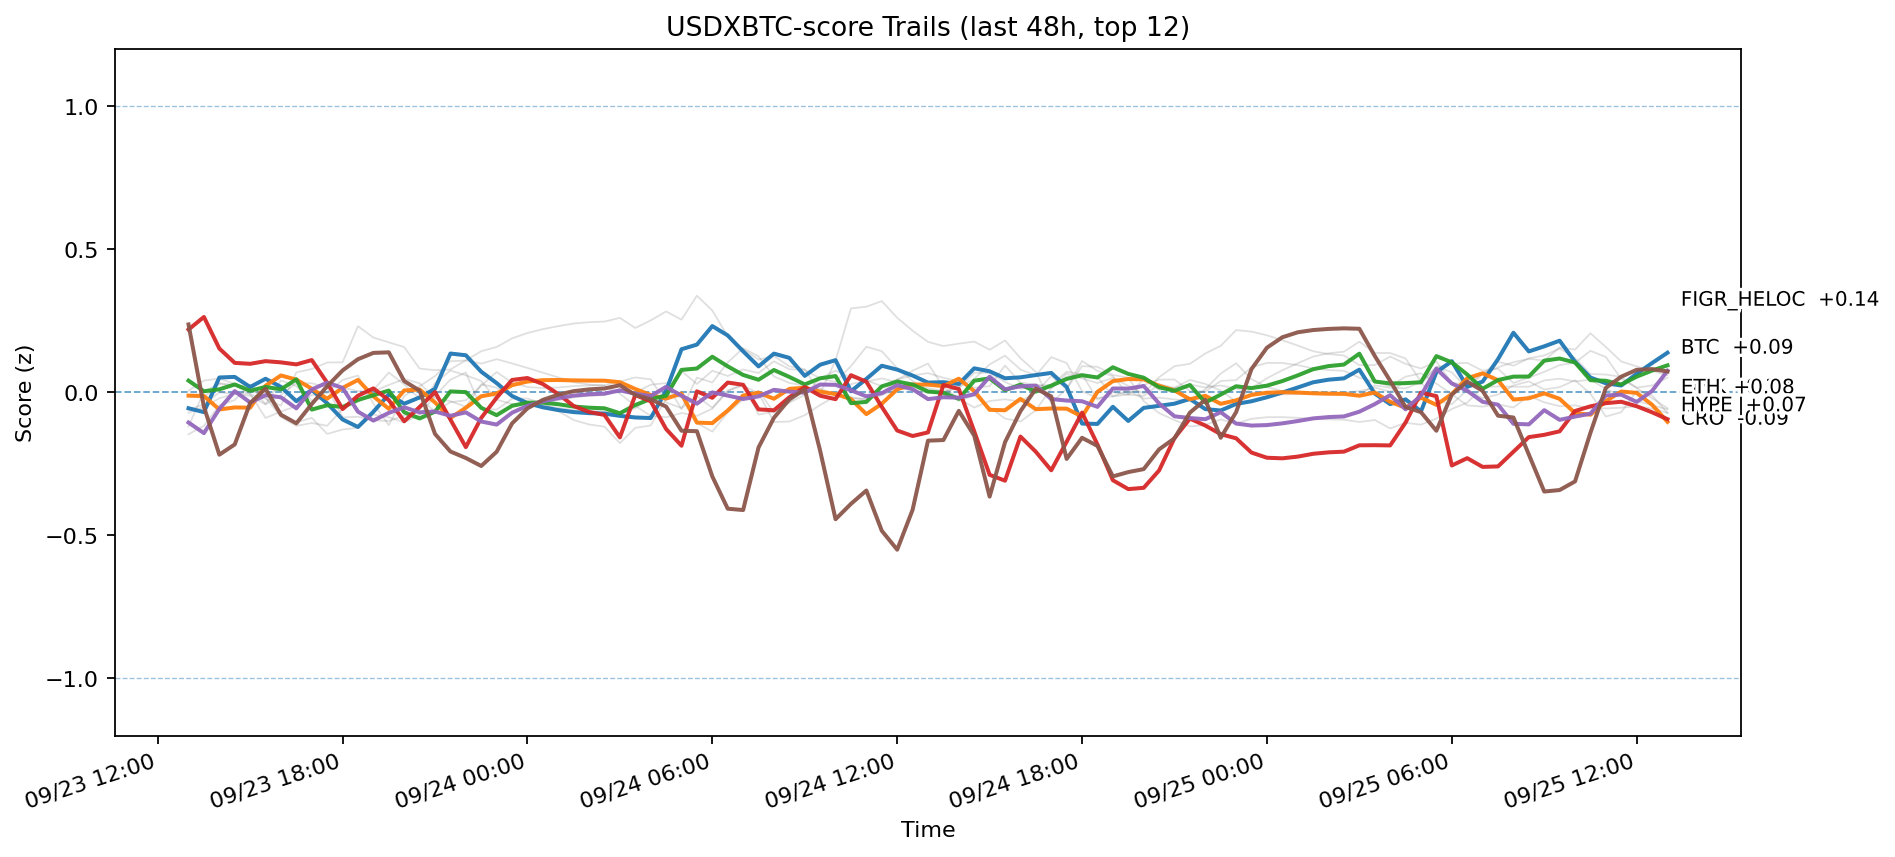 USDXBTC-score Trails (last 48h, top 12)
Score (z)
1.0
0.5
0.0
−0.5
−1.0
FIGR_HELOC +0.14
BTC +0.09
+0.08
HYPE +0.07
CRO -0.09
09/23 12:00
09/23 18:00
09/24 00:00
09/24 06:00
09/24 12:00
09/24 18:00
09/25 00:00
09/25 06:00
09/25 12:00
Time